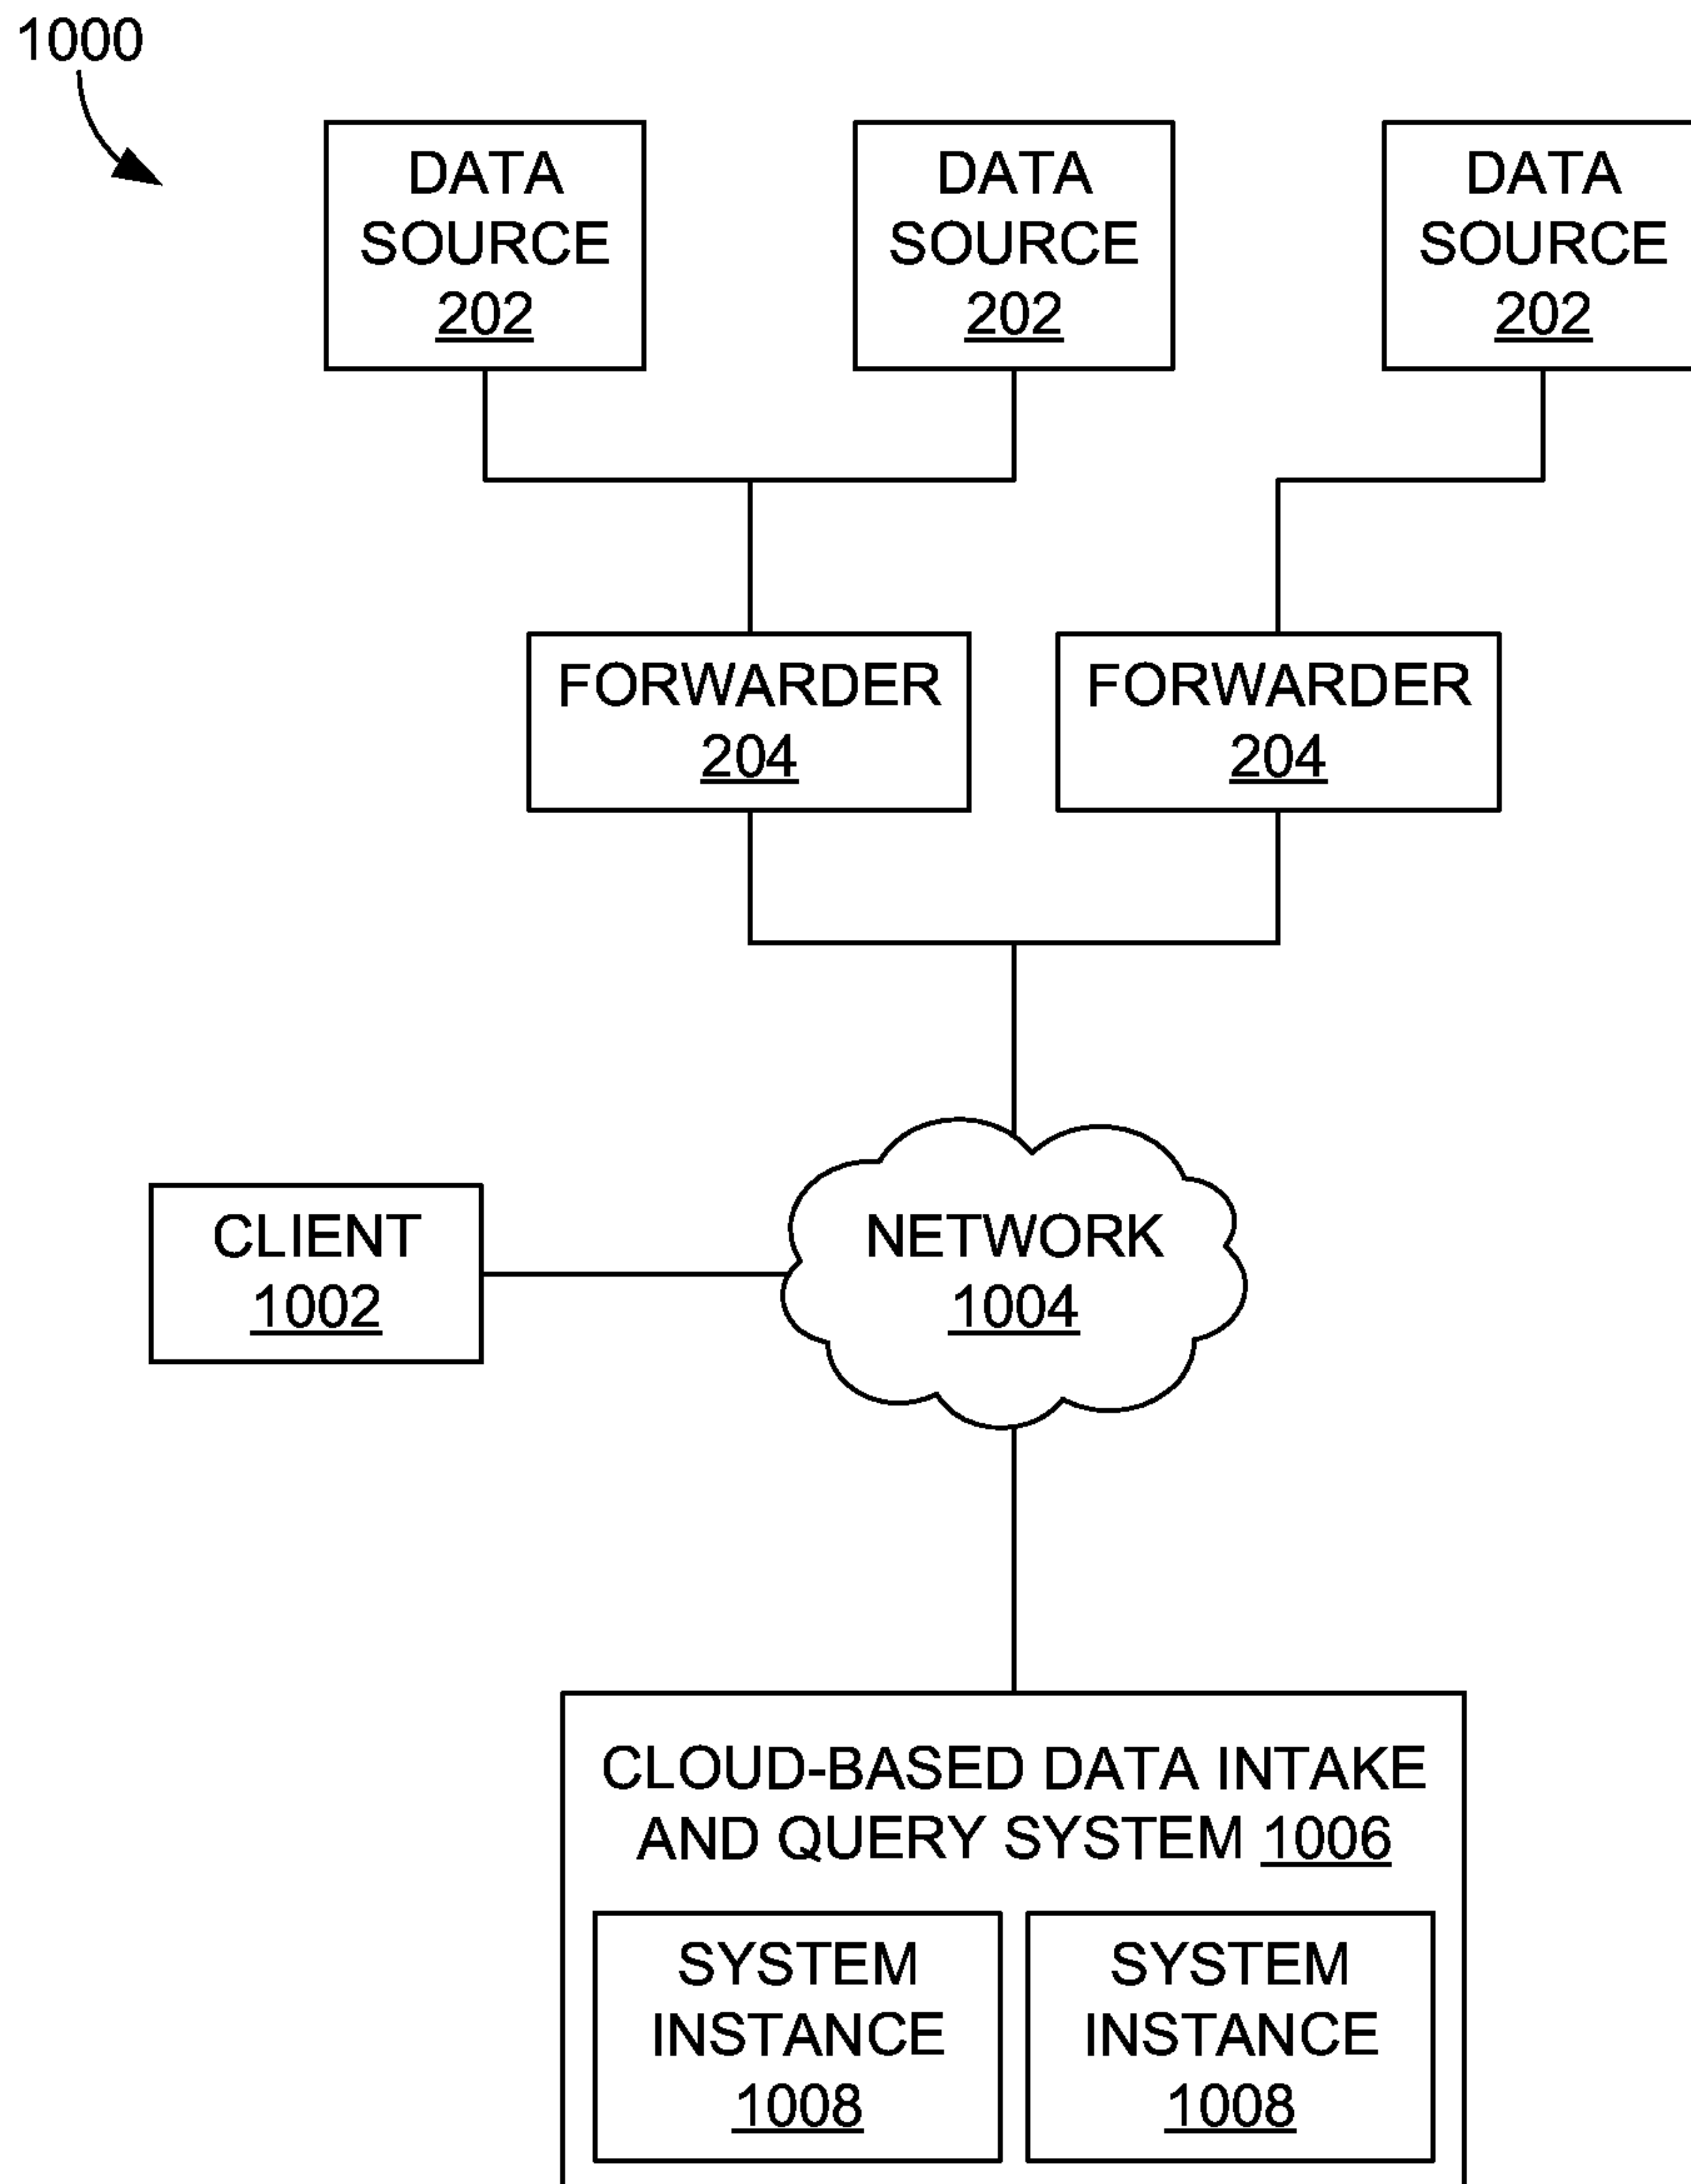 1000
DATA
SOURCE
202
DATA
SOURCE
202
DATA
SOURCE
202
FORWARDER
204
FORWARDER
204
CLIENT
1002
NETWORK
1004
CLOUD-BASED DATA INTAKE
AND QUERY SYSTEM 1006
SYSTEM
INSTANCE
1008
SYSTEM
INSTANCE
1008